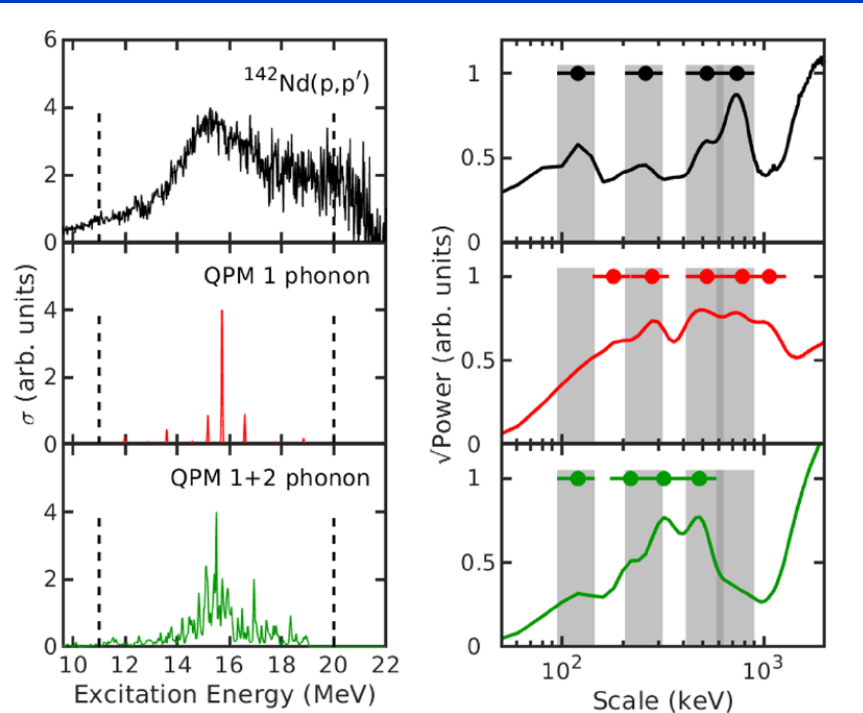 6
4
2
0
¹⁴²Nd(p,p′)
1
0.5
0
σ (arb. units)
4
2
0
QPM 1 phonon
√Power (arb. units)
1
0.5
0
4
2
0
QPM 1+2 phonon
1
0.5
0
10 12 14 16 18 20 22
Excitation Energy (MeV)
10² 10³
Scale (keV)